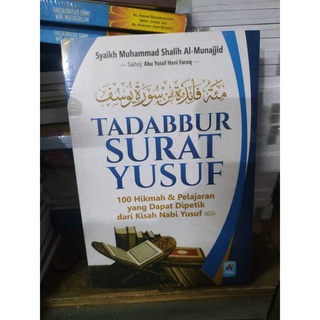 Syaikh Muhammad Shalih Al-Munajjid
Takhrij: Abu Yusuf Hani Faruq
مئة فائدة من سورة يوسف
TADABBUR
SURAT
YUSUF
100 Hikmah & Pelajaran
yang Dapat Dipetik
dari Kisah Nabi Yusuf